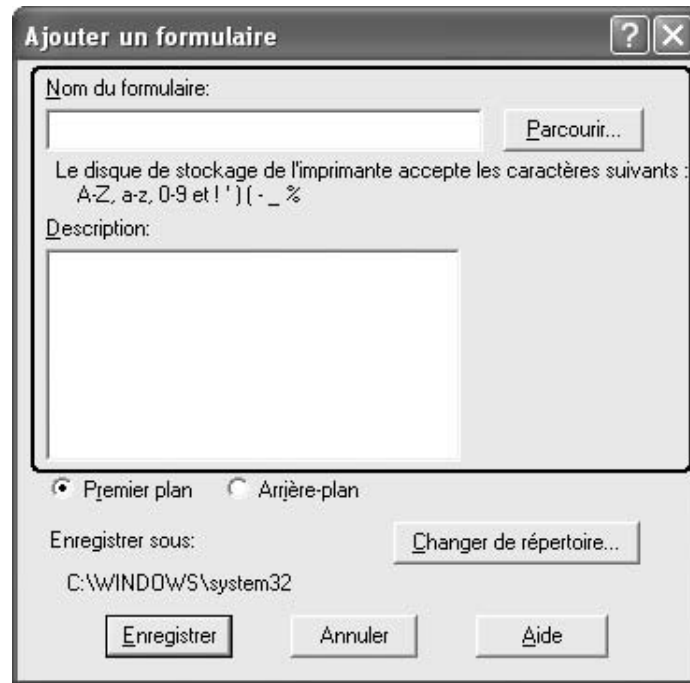 Ajouter un formulaire
Nom du formulaire:
Parcourir...
Le disque de stockage de l'imprimante accepte les caractères suivants :
A-Z, a-z, 0-9 et ! ' ) ( - _ %
Description:
Premier plan Arrière-plan
Enregistrer sous: Changer de répertoire...
C:\WINDOWS\system32
Enregistrer Annuler Aide